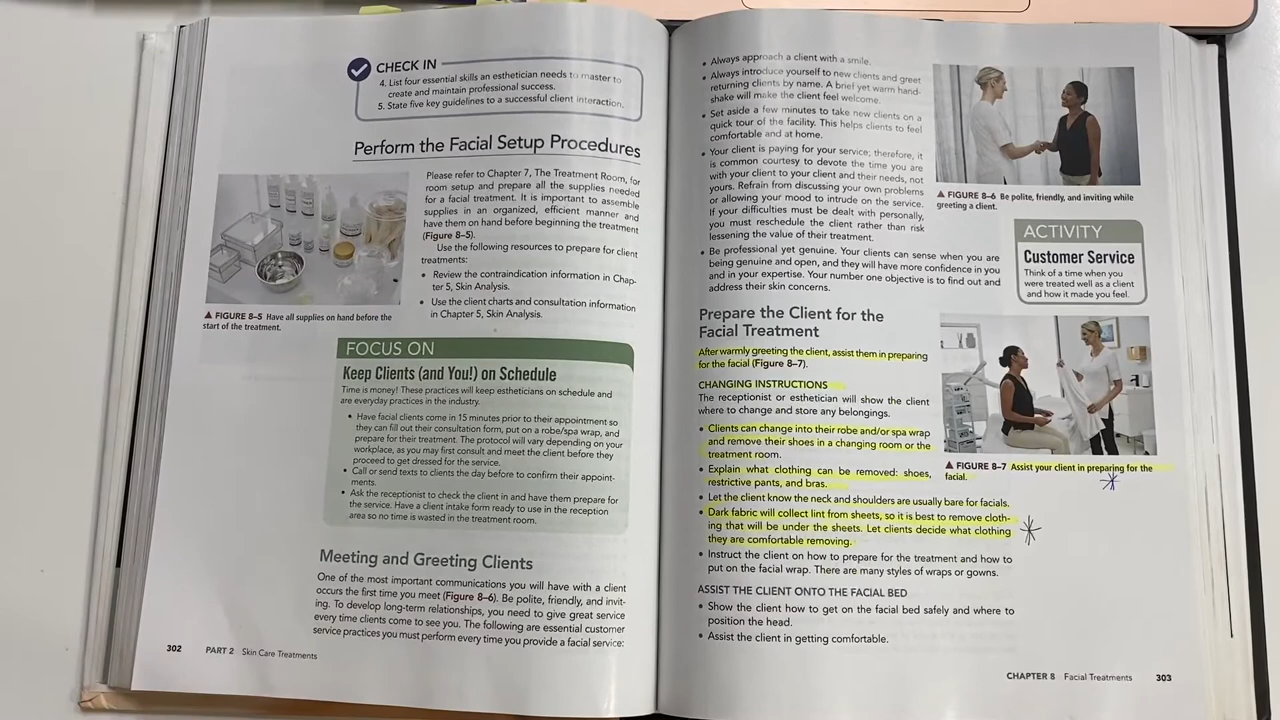 CHECK IN
4. List four essential skills an esthetician needs to master to
create and maintain professional success.
5. State five key guidelines to a successful client interaction.
Perform the Facial Setup Procedures
Please refer to Chapter 7, The Treatment Room, for
room setup and prepare all the supplies needed
for a facial treatment. It is important to assemble
supplies in an organized, efficient manner and
have them on hand before beginning the treatment
(Figure 8–5).
Use the following resources to prepare for client
treatments:
• Review the contraindication information in Chap-
ter 5, Skin Analysis.
• Use the client charts and consultation information
in Chapter 5, Skin Analysis.
▲ FIGURE 8–5 Have all supplies on hand before the
start of the treatment.
FOCUS ON
Keep Clients (and You!) on Schedule
Time is money! These practices will keep estheticians on schedule and
are everyday practices in the industry.
• Have facial clients come in 15 minutes prior to their appointment so
they can fill out their consultation form, put on a robe/spa wrap, and
prepare for their treatment. The protocol will vary depending on your
workplace, as you may first consult and meet the client before they
proceed to get dressed for the service.
• Call or send texts to clients the day before to confirm their appoint-
ments.
• Ask the receptionist to check the client in and have them prepare for
the service. Have a client intake form ready to use in the reception
area so no time is wasted in the treatment room.
Meeting and Greeting Clients
One of the most important communications you will have with a client
occurs the first time you meet (Figure 8–6). Be polite, friendly, and invit-
ing. To develop long-term relationships, you need to give great service
every time clients come to see you. The following are essential customer
service practices you must perform every time you provide a facial service:
302 PART 2 Skin Care Treatments
• Always approach a client with a smile.
• Always introduce yourself to new clients and greet
returning clients by name. A brief yet warm hand-
shake will make the client feel welcome.
• Set aside a few minutes to take new clients on a
quick tour of the facility. This helps clients to feel
comfortable and at home.
• Your client is paying for your service; therefore, it
is common courtesy to devote the time you are
with your client to your client and their needs, not
yours. Refrain from discussing your own problems
or allowing your mood to intrude on the service.
If your difficulties must be dealt with personally,
you must reschedule the client rather than risk
lessening the value of their treatment.
• Be professional yet genuine. Your clients can sense when you are
being genuine and open, and they will have more confidence in you
and in your expertise. Your number one objective is to find out and
address their skin concerns.
▲ FIGURE 8–6 Be polite, friendly, and inviting while
greeting a client.
ACTIVITY
Customer Service
Think of a time when you
were treated well as a client
and how it made you feel.
Prepare the Client for the
Facial Treatment
After warmly greeting the client, assist them in preparing
for the facial (Figure 8–7).
CHANGING INSTRUCTIONS
The receptionist or esthetician will show the client
where to change and store any belongings.
• Clients can change into their robe and/or spa wrap
and remove their shoes in a changing room or the
treatment room.
• Explain what clothing can be removed: shoes,
restrictive pants, and bras.
• Let the client know the neck and shoulders are usually bare for facials.
• Dark fabric will collect lint from sheets, so it is best to remove cloth-
ing that will be under the sheets. Let clients decide what clothing
they are comfortable removing.
• Instruct the client on how to prepare for the treatment and how to
put on the facial wrap. There are many styles of wraps or gowns.
▲ FIGURE 8–7 Assist your client in preparing for the
facial.
ASSIST THE CLIENT ONTO THE FACIAL BED
• Show the client how to get on the facial bed safely and where to
position the head.
• Assist the client in getting comfortable.
CHAPTER 8 Facial Treatments 303